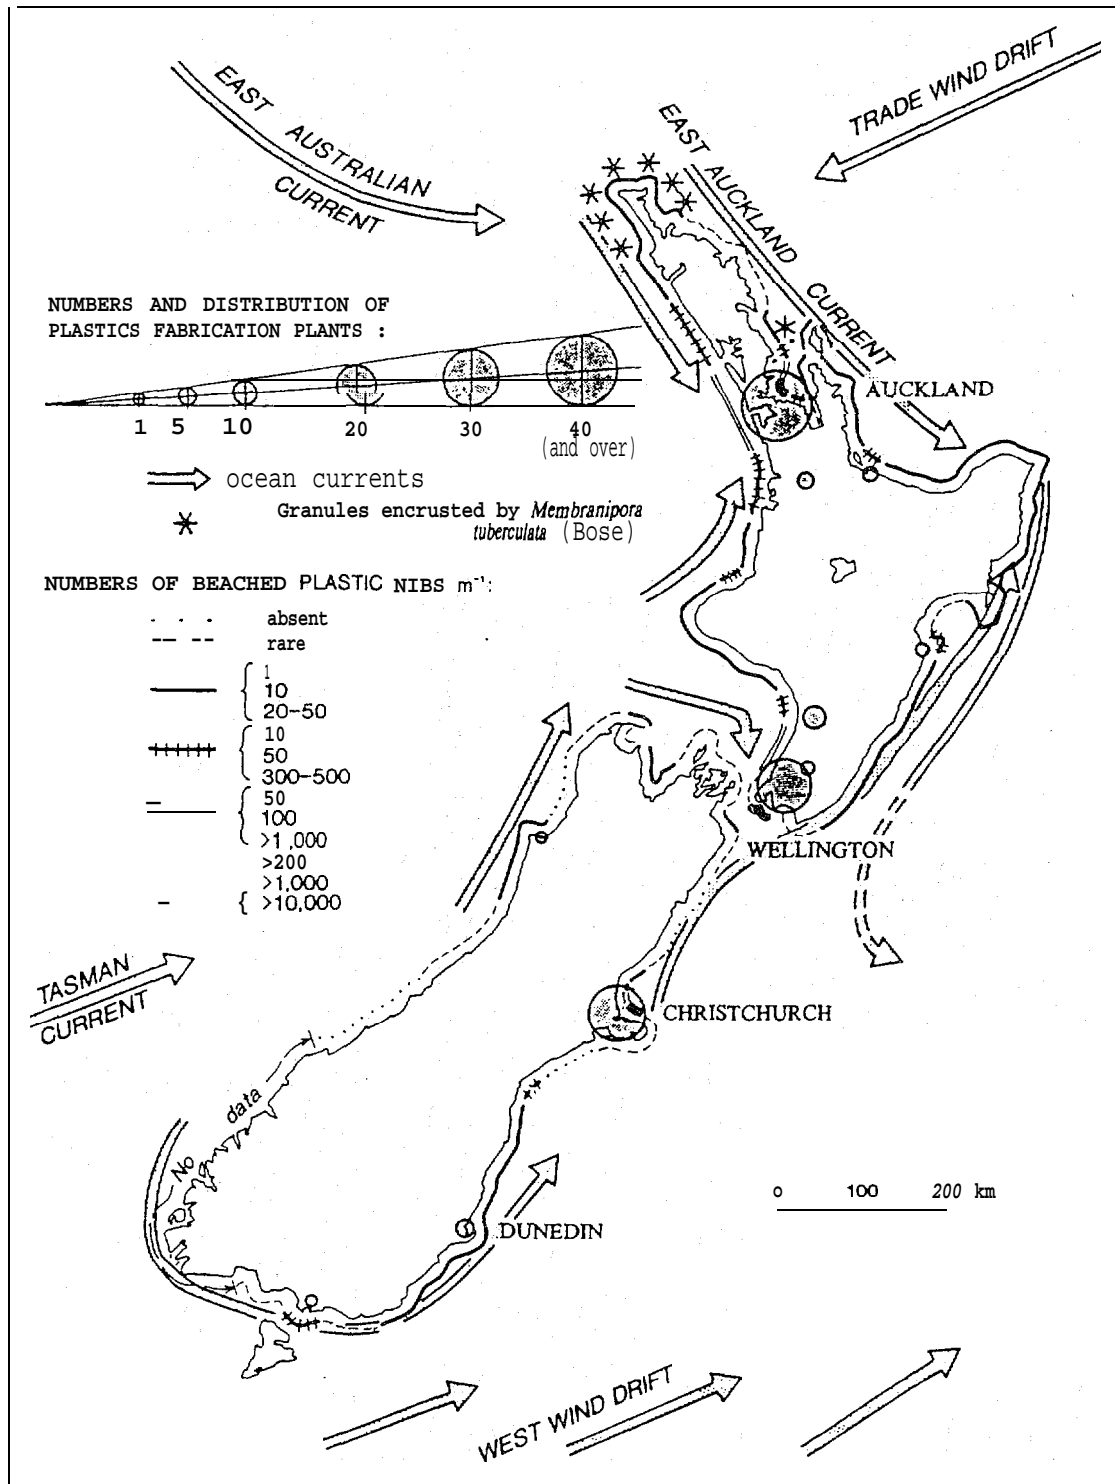 EAST AUSTRALIAN
CURRENT
TRADE WIND DRIFT
EAST AUCKLAND CURRENT
NUMBERS AND DISTRIBUTION OF
PLASTICS FABRICATION PLANTS :
1 5 10 20 30 40
(and over)
AUCKLAND
ocean currents
Granules encrusted by Membranipora
tuberculata (Bose)
NUMBERS OF BEACHED PLASTIC NIBS m⁻¹:
absent
rare
1
10
20-50
10
50
300-500
50
100
>1,000
>200
>1,000
>10,000
WELLINGTON
TASMAN
CURRENT
CHRISTCHURCH
No data
DUNEDIN
0 100 200 km
WEST WIND DRIFT